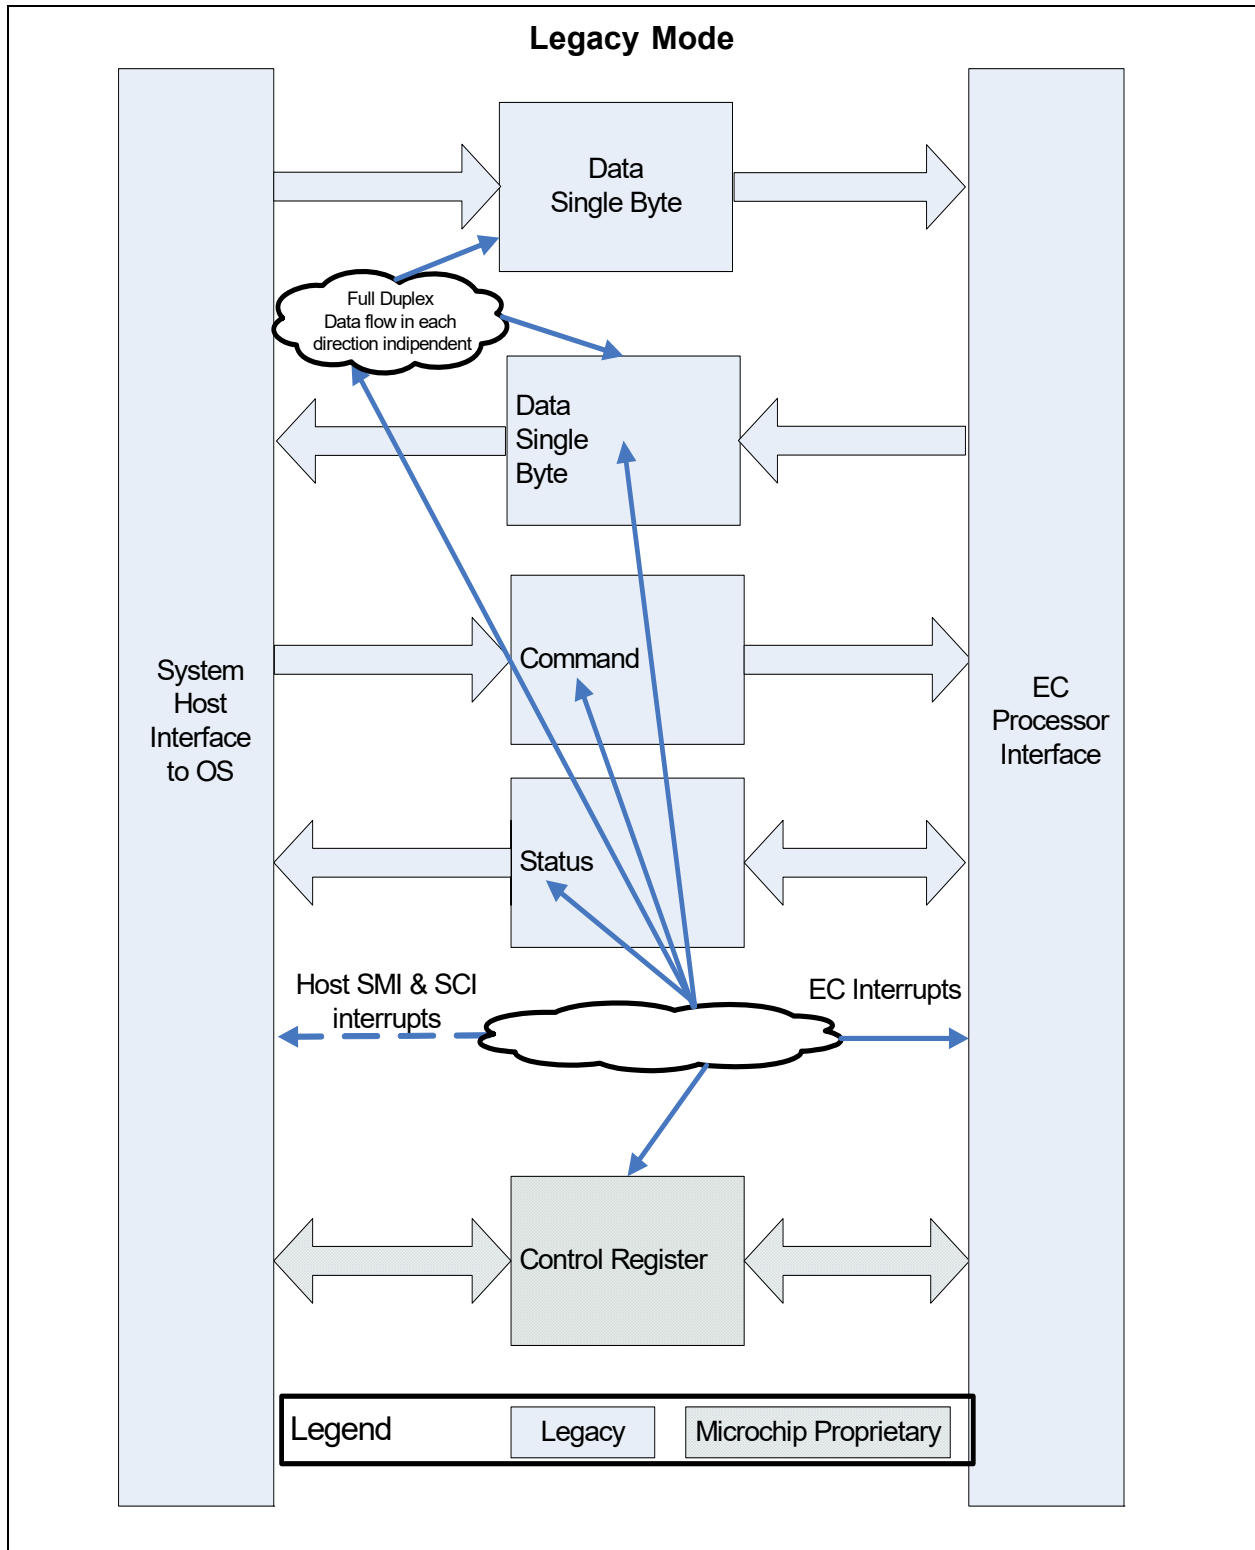 Legacy Mode
Data
Single Byte
Full Duplex
Data flow in each
direction indipendent
Data
Single
Byte
System
Host
Interface
to OS
Command
EC
Processor
Interface
Status
Host SMI & SCI
interrupts
EC Interrupts
Control Register
Legend
Legacy
Microchip Proprietary